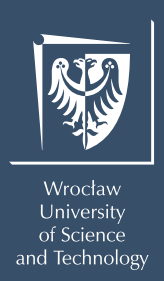 Wrocław
University
of Science
and Technology